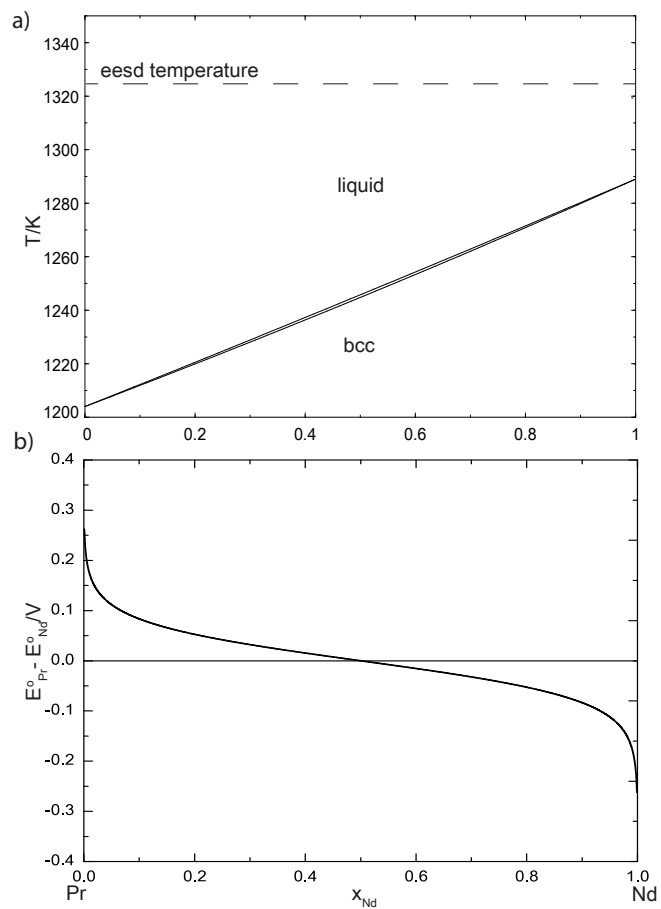 a)
1340
eesd temperature
1320
1300
liquid
1280
T/K
1260
1240
bcc
1220
1200
0 0.2 0.4 0.6 0.8 1
b)
0.4
0.3
0.2
0.1
E°Pr- E°Nd/V
0.0
-0.1
-0.2
-0.3
-0.4
0.0 0.2 0.4 0.6 0.8 1.0
Pr xNd Nd